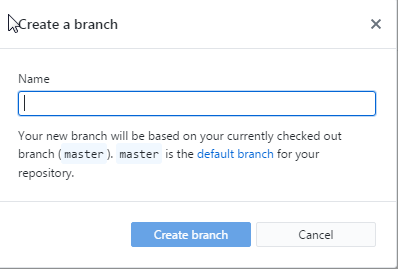 Create a branch
Name
Your new branch will be based on your currently checked out
branch (master). master is the default branch for your
repository.
Create branch Cancel